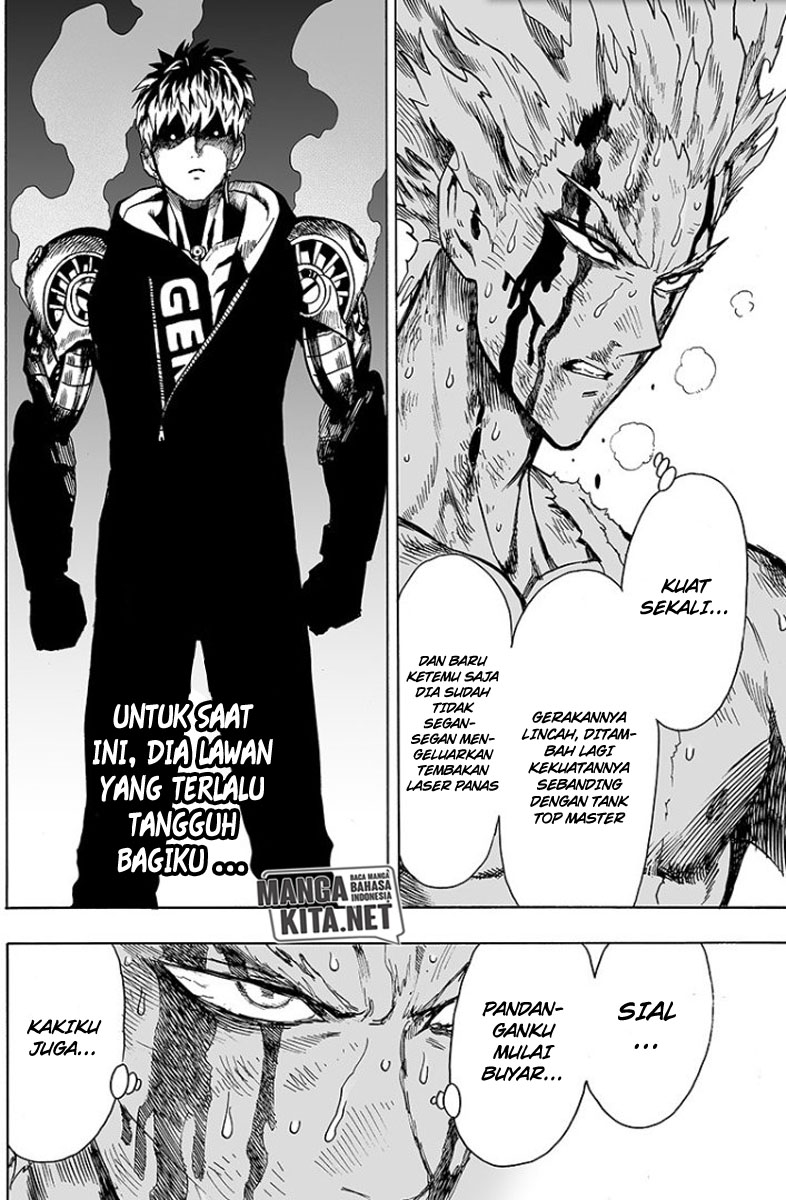 KUAT
SEKALI...
GERAKANNYA
LINCAH, DITAM-
BAH LAGI
KEKUATANNYA
SEBANDING
DENGAN TANK
TOP MASTER
DAN BARU
KETEMU SAJA
DIA SUDAH
TIDAK
SEGAN-
SEGAN MEN-
GELUARKAN
TEMBAKAN
LASER PANAS
GEN
UNTUK SAAT
INI, DIA LAWAN
YANG TERLALU
TANGGUH
BAGIKU ...
MANGA
KITA.NET
BACA MANGA
BAHASA
INDONESIA
SIAL
...
PANDAN-
GANKU
MULAI
BUYAR...
KAKIKU
JUGA...